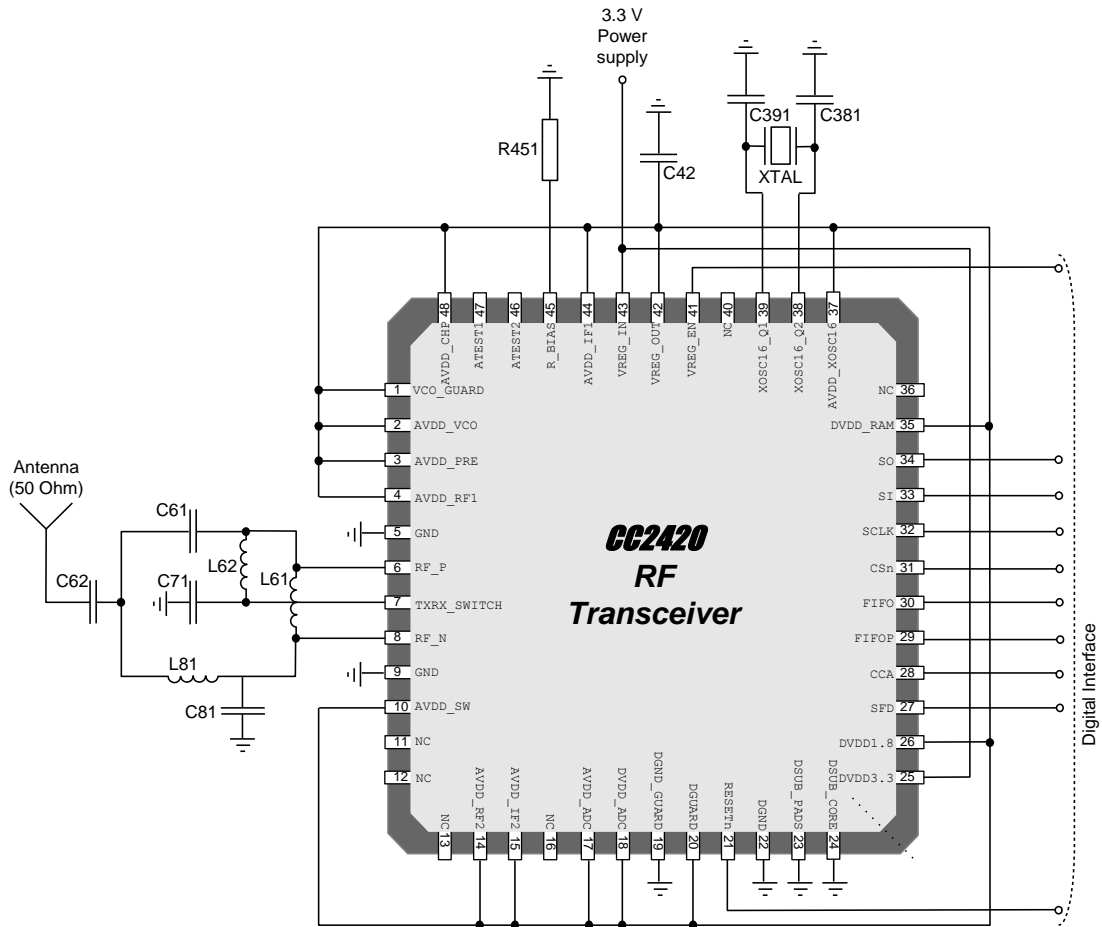 3.3 V
Power
supply
C391
C381
R451
C42
XTAL
48
47
46
45
44
43
42
41
40
39
38
37
AVDD_CHP
ATEST1
ATEST2
R_BIAS
AVDD_IF1
VREG_IN
VREG_OUT
VREG_EN
NC
XOSC16_Q1
XOSC16_Q2
AVDD_XOSC16
1 VCO_GUARD
NC 36
2 AVDD_VCO
DVDD_RAM 35
3 AVDD_PRE
SO 34
4 AVDD_RF1
SI 33
5 GND
SCLK 32
6 RF_P
CSn 31
7 TXRX_SWITCH
FIFO 30
8 RF_N
FIFOP 29
9 GND
CCA 28
10 AVDD_SW
SFD 27
11 NC
DVDD1.8 26
12 NC
DVDD3.3 25
Antenna
(50 Ohm)
C61
L62
L61
C62
C71
L81
C81
CC2420
RF
Transceiver
Digital Interface
NC
AVDD_RF2
AVDD_IF2
NC
AVDD_ADC
DVDD_ADC
DGND_GUARD
DGUARD
RESETn
DGND
DSUB_PADS
DSUB_CORE
13
14
15
16
17
18
19
20
21
22
23
24